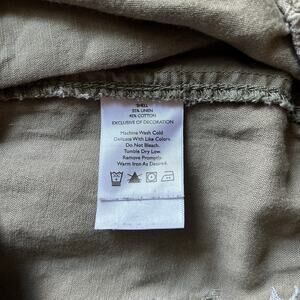 SHELL
55% LINEN
45% COTTON
EXCLUSIVE OF DECORATION
Machine Wash Cold
Delicate With Like Colors.
Do Not Bleach.
Tumble Dry Low.
Remove Promptly.
Warm Iron As Desired.